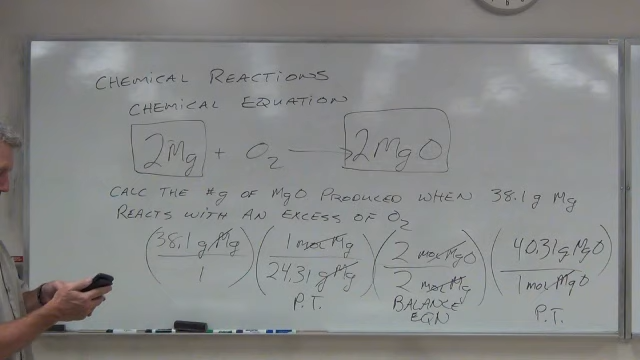 CHEMICAL REACTIONS
CHEMICAL EQUATION
2Mg + O₂ → 2MgO
CALC THE #g OF MgO PRODUCED WHEN 38.1 g Mg
REACTS WITH AN EXCESS OF O₂
(38.1 g Mg / 1) (1 mol Mg / 24.31 g Mg) (2 mol MgO / 2 mol Mg) (40.31 g MgO / 1 mol MgO)
P.T. BALANCE EQN P.T.